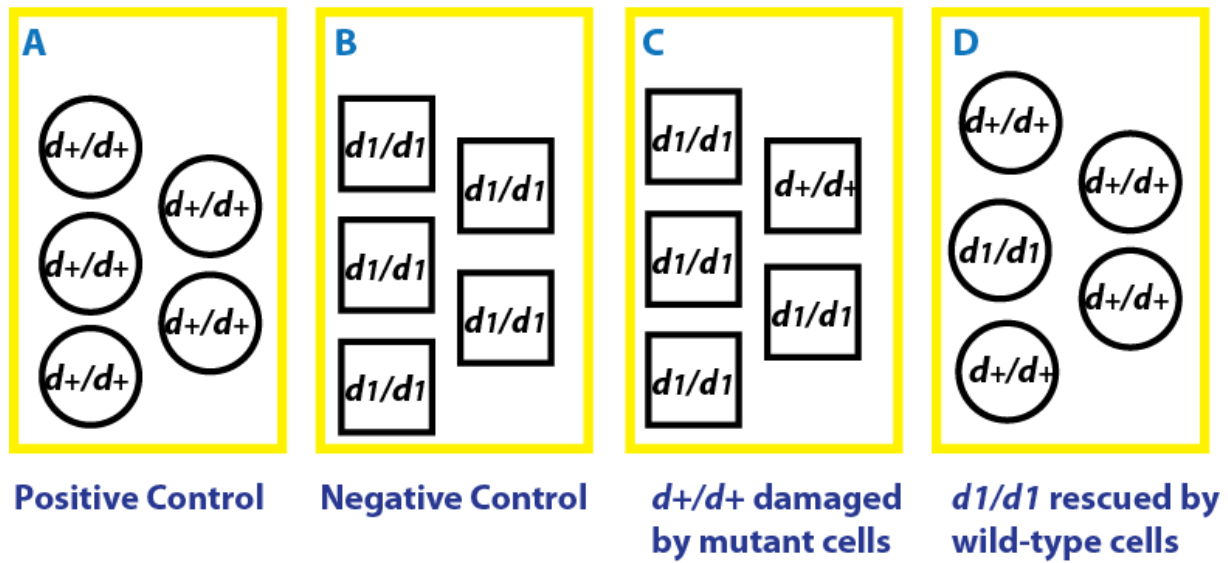 A
d+/d+
d+/d+
d+/d+
d+/d+
d+/d+
Positive Control
B
d1/d1
d1/d1
d1/d1
d1/d1
d1/d1
Negative Control
C
d1/d1
d+/d+
d1/d1
d1/d1
d1/d1
d+/d+ damaged
by mutant cells
D
d+/d+
d+/d+
d1/d1
d+/d+
d+/d+
d1/d1 rescued by
wild-type cells